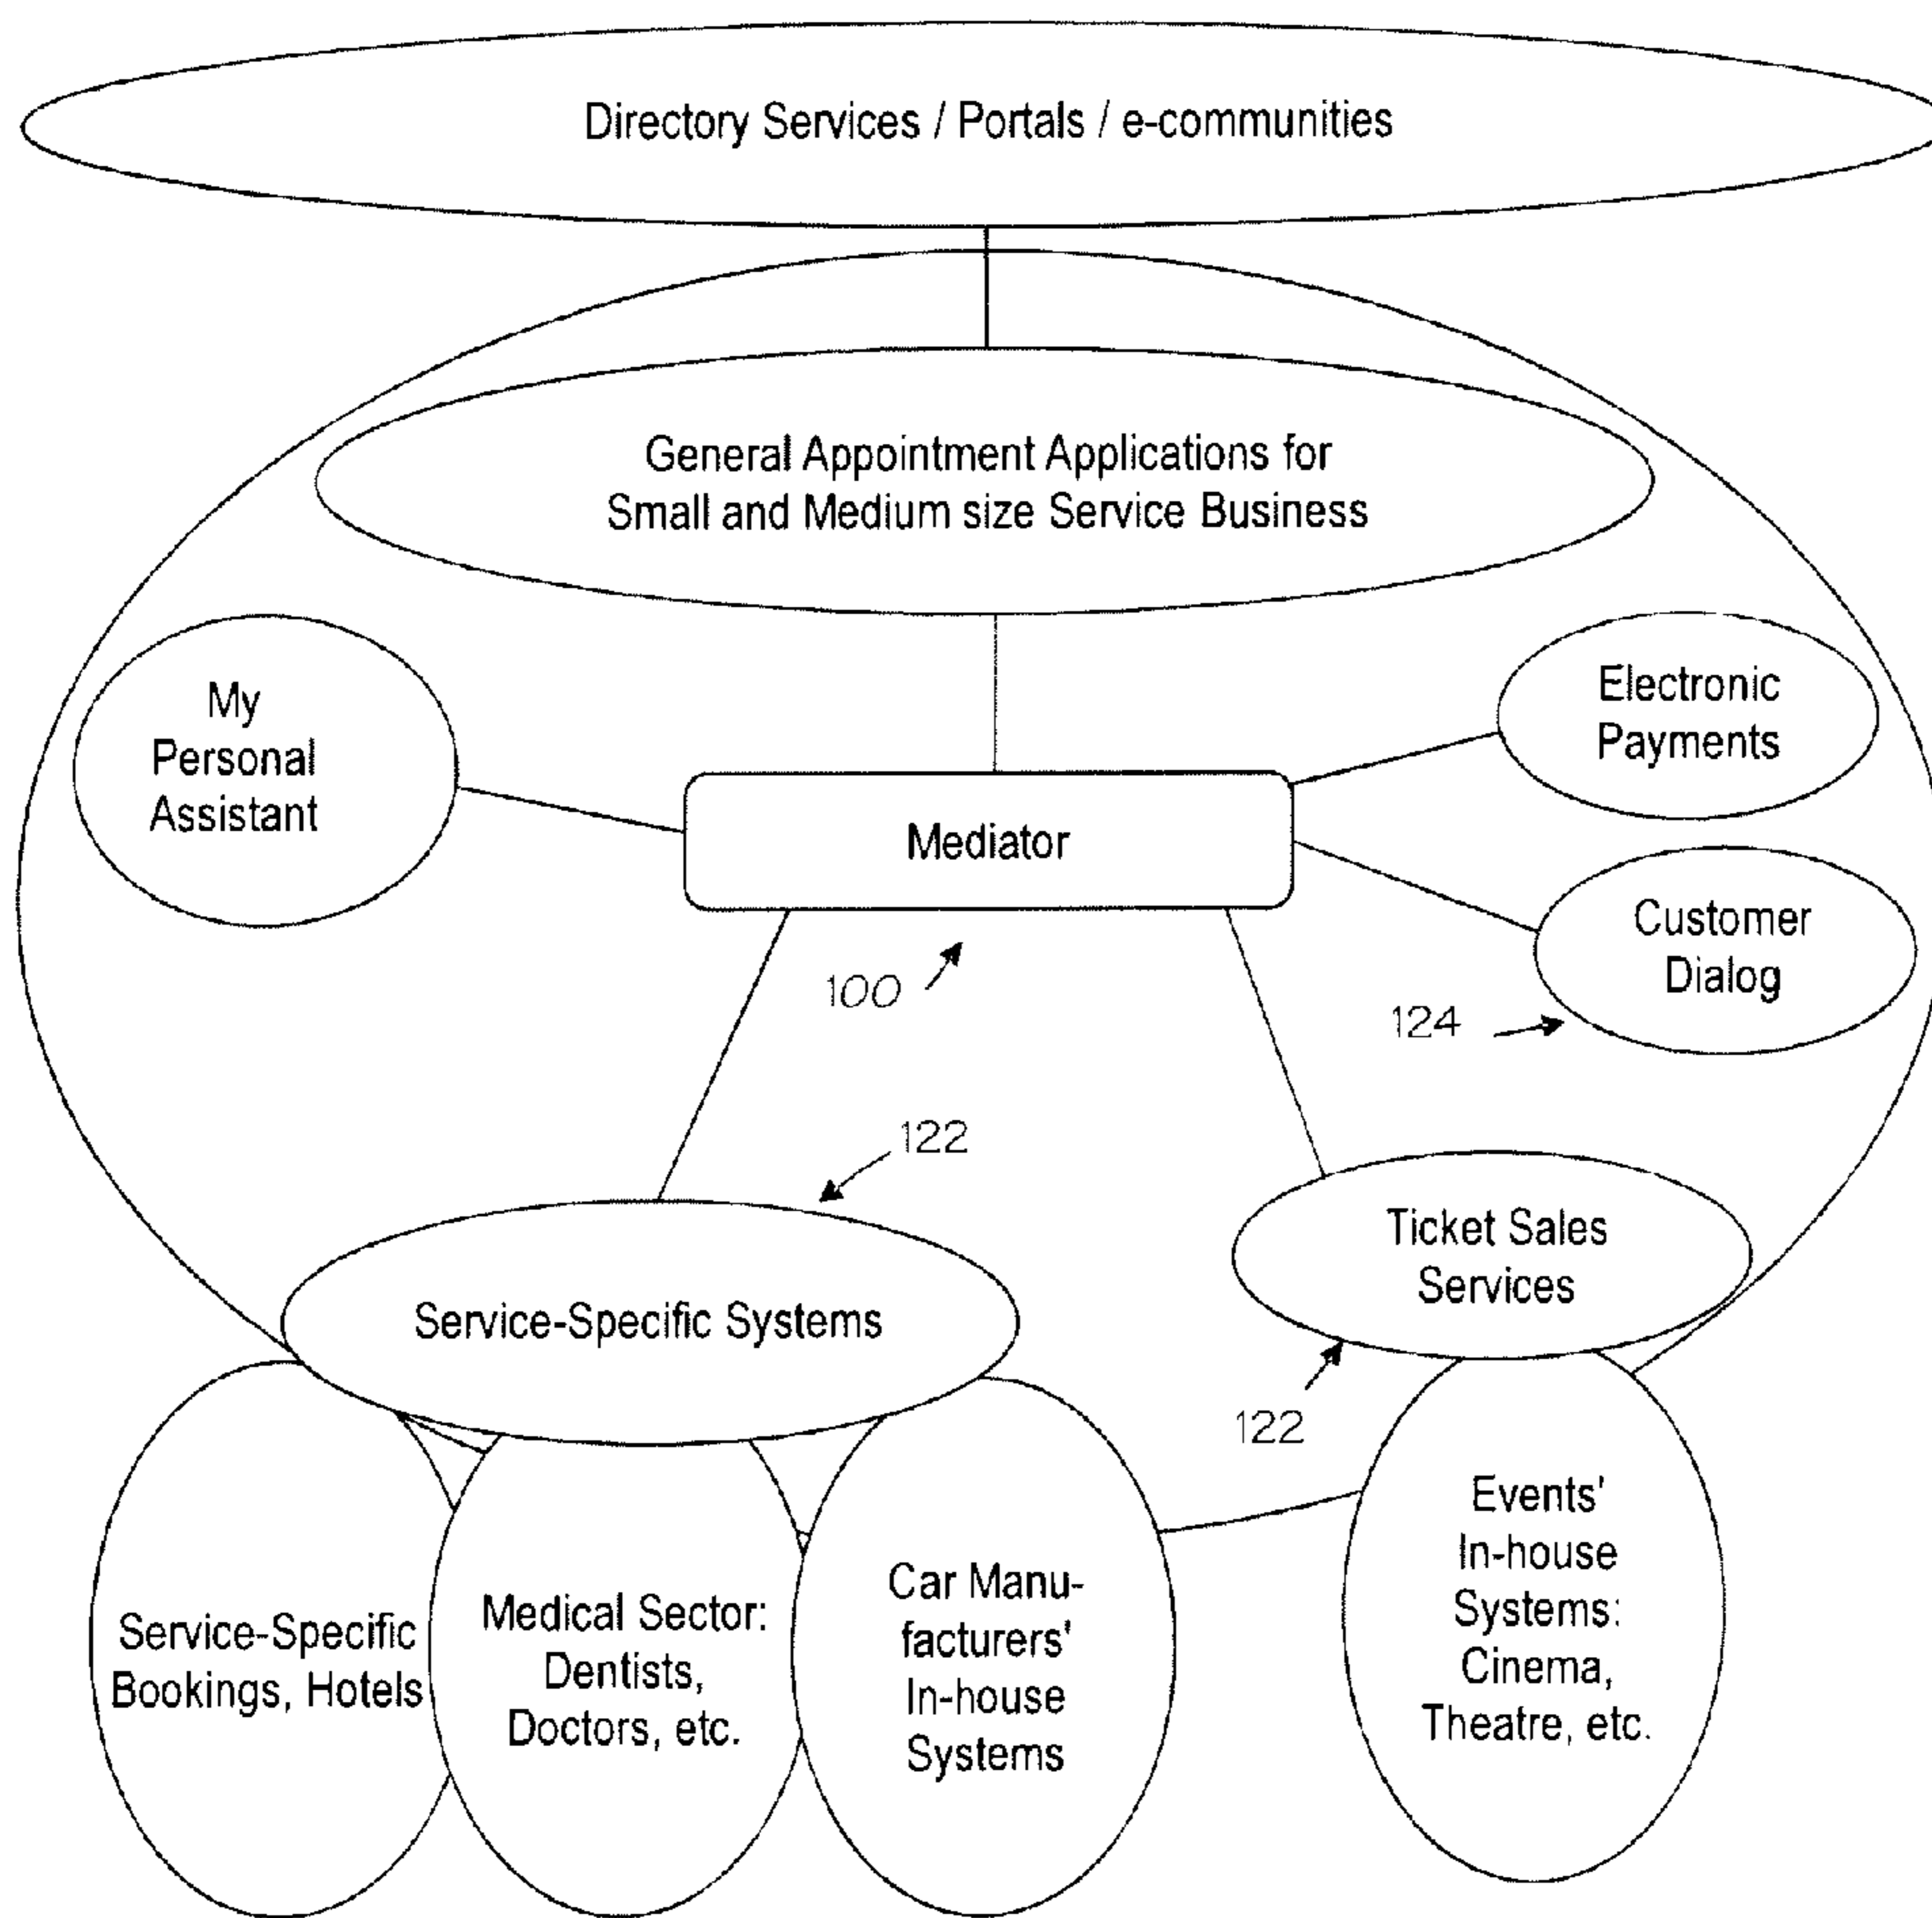 Directory Services / Portals / e-communities
General Appointment Applications for
Small and Medium size Service Business
My
Personal
Assistant
Electronic
Payments
Mediator
Customer
Dialog
100
124
122
Ticket Sales
Services
Service-Specific Systems
122
Service-Specific
Bookings, Hotels
Medical Sector:
Dentists,
Doctors, etc.
Car Manu-
facturers'
In-house
Systems
Events'
In-house
Systems:
Cinema,
Theatre, etc.